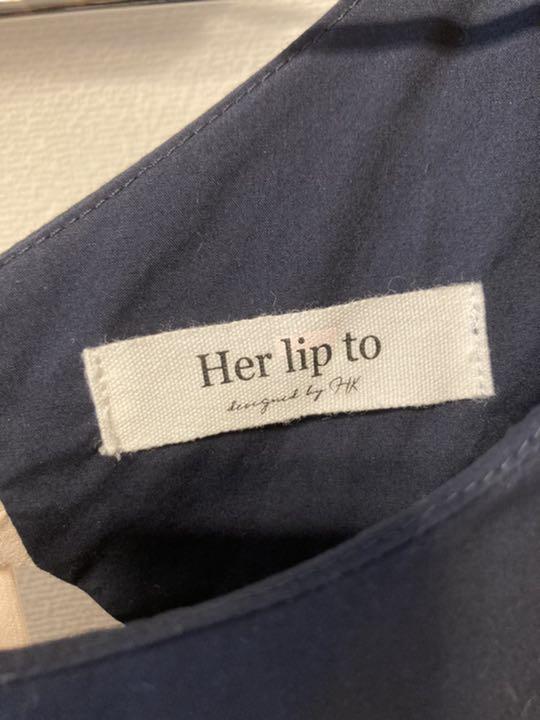 Her lip to
designed by HK